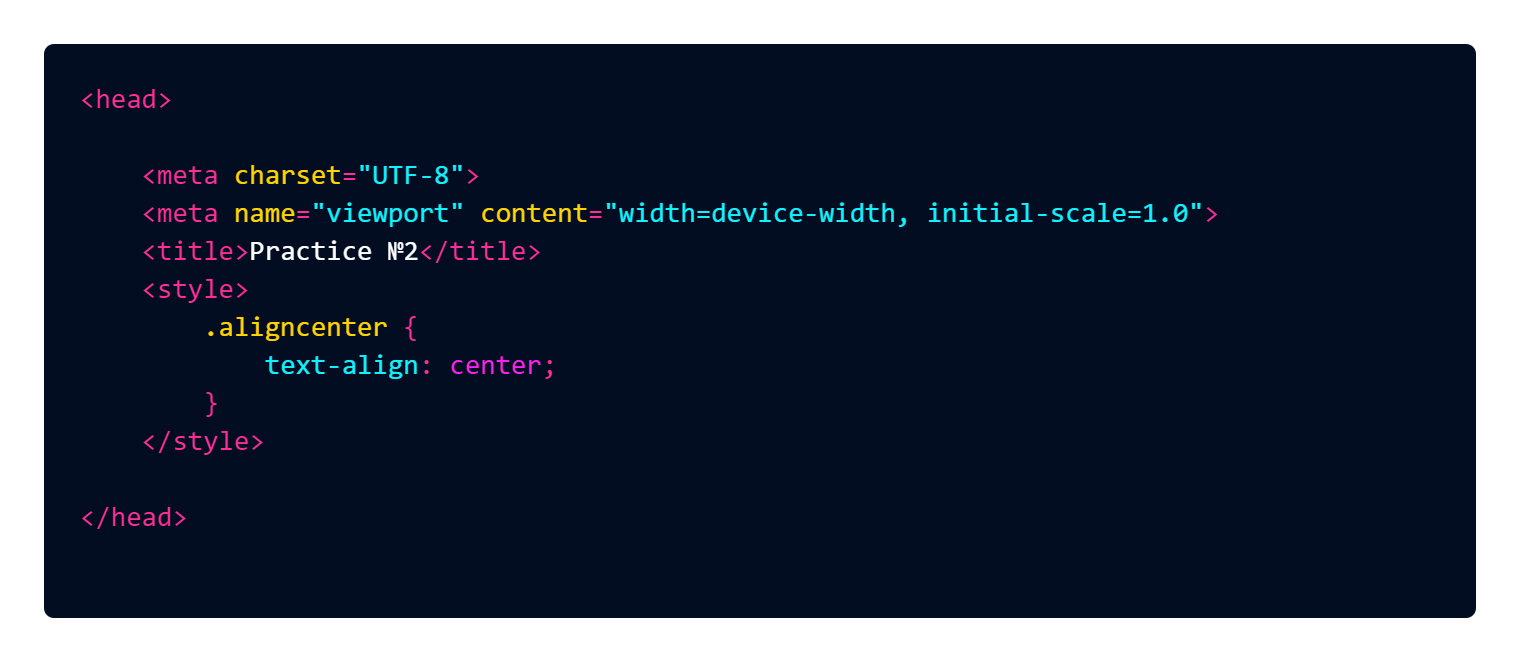 <head>
<meta charset="UTF-8">
<meta name="viewport" content="width=device-width, initial-scale=1.0">
<title>Practice №2</title>
<style>
.aligncenter {
text-align: center;
}
</style>
</head>